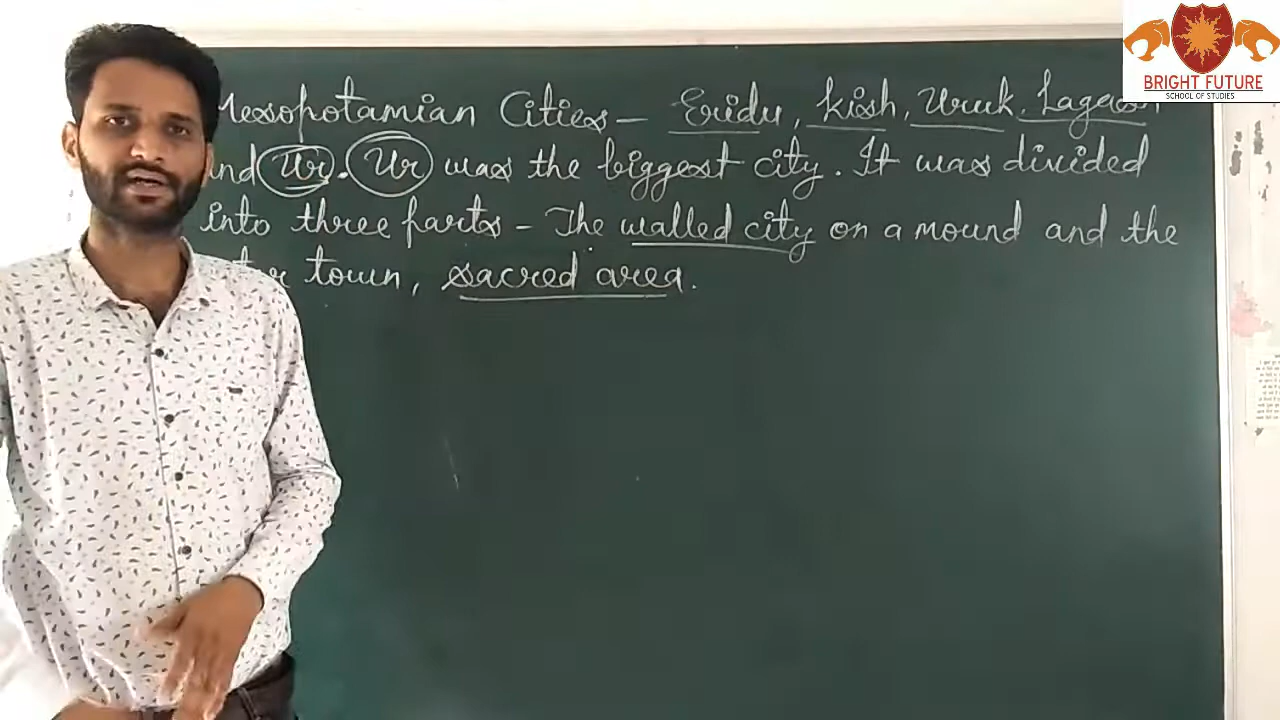 Mesopotamian Cities - Eridu, Kish, Uruk, Lagash
and Ur. Ur was the biggest city. It was divided
into three parts - The walled city on a mound and the
town, sacred area.
BRIGHT FUTURE
SCHOOL OF STUDIES